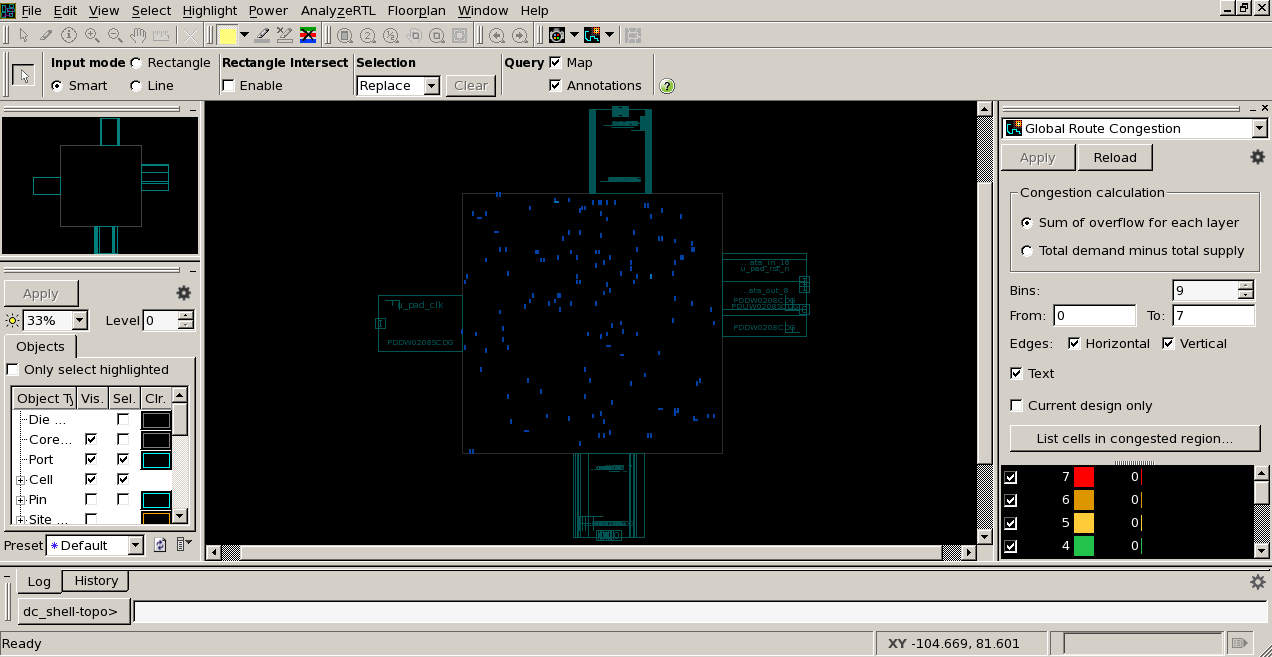 File Edit View Select Highlight Power AnalyzeRTL Floorplan Window Help
Input mode Rectangle Rectangle Intersect Selection Query Map
Smart Line Enable Replace Clear Annotations
Global Route Congestion
Apply Reload
Congestion calculation
Sum of overflow for each layer
Total demand minus total supply
Bins: 9
From: 0 To: 7
Edges: Horizontal Vertical
Text
Current design only
List cells in congested region...
7 0
6 0
5 0
4 0
Apply
33% Level 0
Objects
Only select highlighted
Object Ty Vis. Sel. Clr.
Die ...
Core...
Port
Cell
Pin
Site ...
Preset * Default
u_pad_clk
PDDW0208SCDG
..ata_in_16
u_pad_rst_n
..ata_out_8
PDDW0208CDG
PDDW0208CDG
Log History
dc_shell-topo>
Ready XY -104.669, 81.601